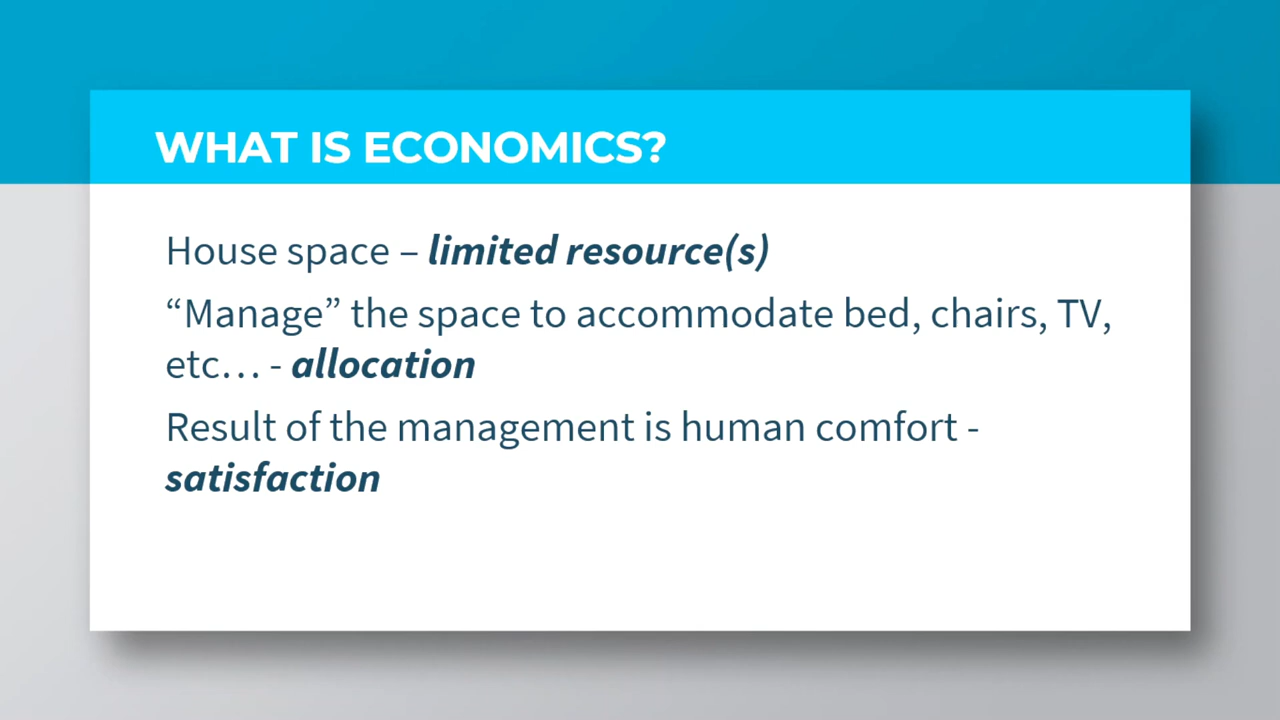 WHAT IS ECONOMICS?
House space – limited resource(s)
“Manage” the space to accommodate bed, chairs, TV,
etc… - allocation
Result of the management is human comfort -
satisfaction